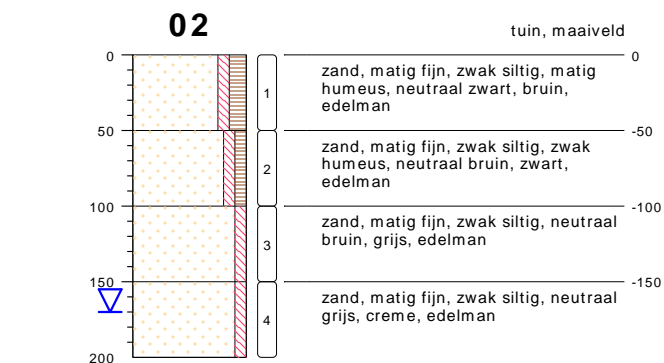 02
tuin, maaiveld
0
0
zand, matig fijn, zwak siltig, matig
humeus, neutraal zwart, bruin,
edelman
1
50
-50
zand, matig fijn, zwak siltig, zwak
humeus, neutraal bruin, zwart,
edelman
2
100
-100
zand, matig fijn, zwak siltig, neutraal
bruin, grijs, edelman
3
150
-150
zand, matig fijn, zwak siltig, neutraal
grijs, creme, edelman
4
200